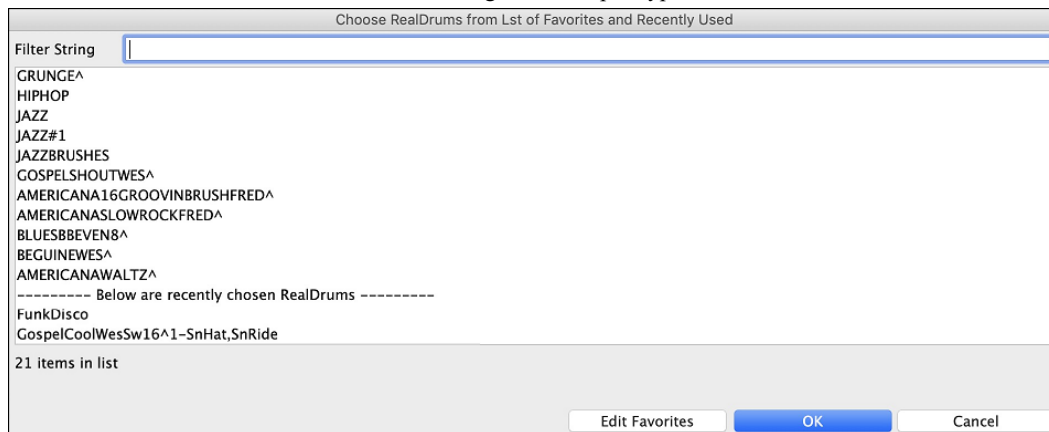 Choose RealDrums from Lst of Favorites and Recently Used
Filter String
GRUNGE^
HIPHOP
JAZZ
JAZZ#1
JAZZBRUSHES
GOSPELSHOUTWES^
AMERICANA16GROOVINBRUSHFRED^
AMERICANASLOWROCKFRED^
BLUESBBEVEN8^
BEGUINEWES^
AMERICANAWALTZ^
--------- Below are recently chosen RealDrums ---------
FunkDisco
GospelCoolWesSw16^1-SnHat,SnRide
21 items in list
Edit Favorites OK Cancel